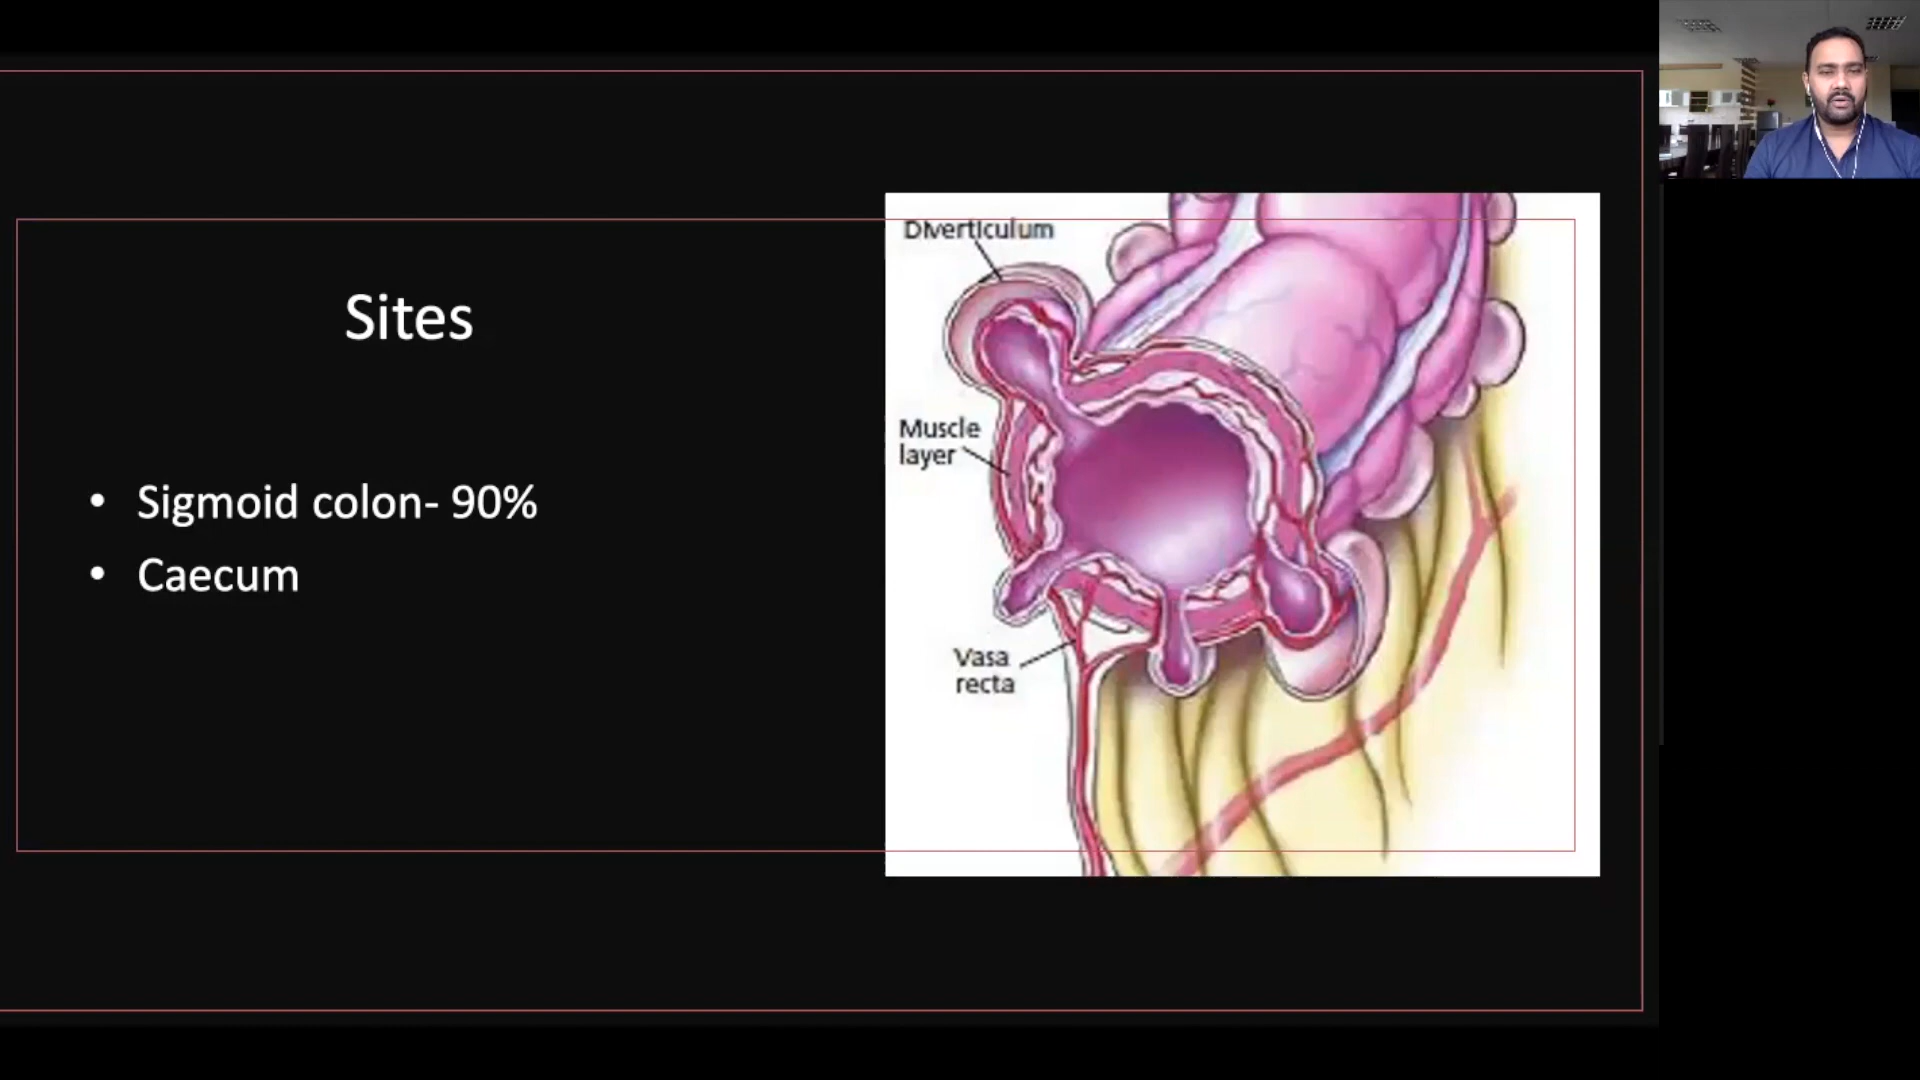 Sites
• Sigmoid colon- 90%
• Caecum
Diverticulum
Muscle
layer
Vasa
recta